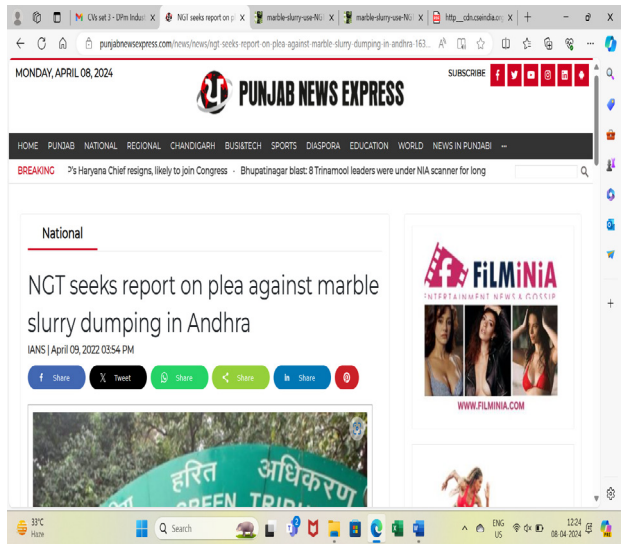 CVs set 3 - DPm Indust
NGT seeks report on pl
marble-slurry-use-NGT
marble-slurry-use-NGT
http__cdn.cseindia.org
punjabnewsexpress.com/news/news/ngt-seeks-report-on-plea-against-marble-slurry-dumping-in-andhra-163...
MONDAY, APRIL 08, 2024
PUNJAB NEWS EXPRESS
SUBSCRIBE
HOME PUNJAB NATIONAL REGIONAL CHANDIGARH BUSI&TECH SPORTS DIASPORA EDUCATION WORLD NEWS IN PUNJABI ...
BREAKING ?'s Haryana Chief resigns, likely to join Congress - Bhupatinagar blast: 8 Trinamool leaders were under NIA scanner for long
National
NGT seeks report on plea against marble
slurry dumping in Andhra
IANS | April 09, 2022 03:54 PM
Share Tweet Share Share Share
हरित अधिकरण
GREEN TRIBU
FiLMiNiA
ENTERTAINMENT NEWS & GOSSIP
WWW.FILMINIA.COM
33°C
Haze
Search
ENG
US
12:24
08-04-2024